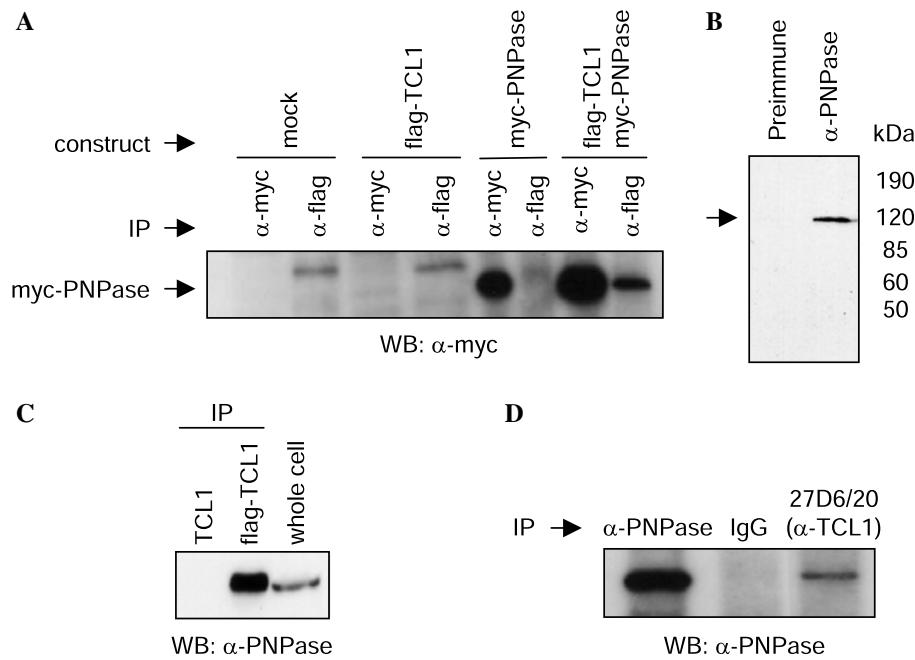 A
construct
mock
flag-TCL1
myc-PNPase
flag-TCL1
myc-PNPase
IP
α-myc
α-flag
α-myc
α-flag
α-myc
α-flag
α-myc
α-flag
myc-PNPase
WB: α-myc
B
Preimmune
α-PNPase
kDa
190
120
85
60
50
C
IP
TCL1
flag-TCL1
whole cell
WB: α-PNPase
D
IP
α-PNPase
IgG
27D6/20
(α-TCL1)
WB: α-PNPase